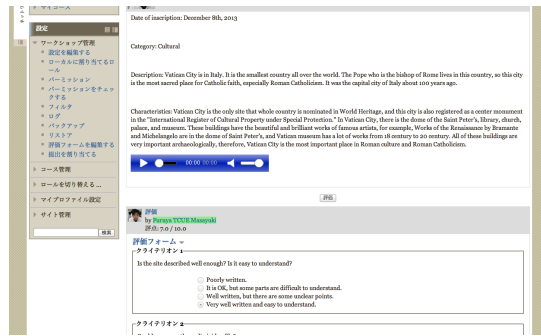 マイコース
設定
ワークショップ管理
設定を編集する
ローカルに割り当てるロ
ール
パーミッション
パーミッションをチェッ
クする
フィルタ
ログ
バックアップ
リストア
評価フォームを編集する
提出を割り当てる
コース管理
ロールを切り替える ...
マイプロファイル設定
サイト管理
検索
Date of inscription: December 8th, 2013
Category: Cultural
Description: Vatican City is in Italy. It is the smallest country all over the world. The Pope who is the bishop of Rome lives in this country, so this city
is the most sacred place for Catholic faith, especially Roman Catholicism. It was the capital city of Italy about 100 years ago.
Characteristics: Vatican City is the only site that whole country is nominated in World Heritage, and this city is also registered as a center monument
in the "International Register of Cultural Property under Special Protection." In Vatican City, there is the dome of the Saint Peter's, library, church,
palace, and museum. These buildings have the beautiful and brilliant works of famous artists, for example, Works of the Renaissance by Bramante
and Michelangelo are in the dome of Saint Peter's, and Vatican museum has a lot of works from 18 century to 20 century. All of these buildings are
very important archaeologically, therefore, Vatican City is the most important place in Roman culture and Roman Catholicism.
00:00 00:00
評価
評価
by Furuya TCUE Masayuki
評点: 7.0 / 10.0
評価フォーム
クライテリオン 1
Is the site described well enough? Is it easy to understand?
Poorly written.
It is OK, but some parts are difficult to understand.
Well written, but there are some unclear points.
Very well written and easy to understand.
クライテリオン 2